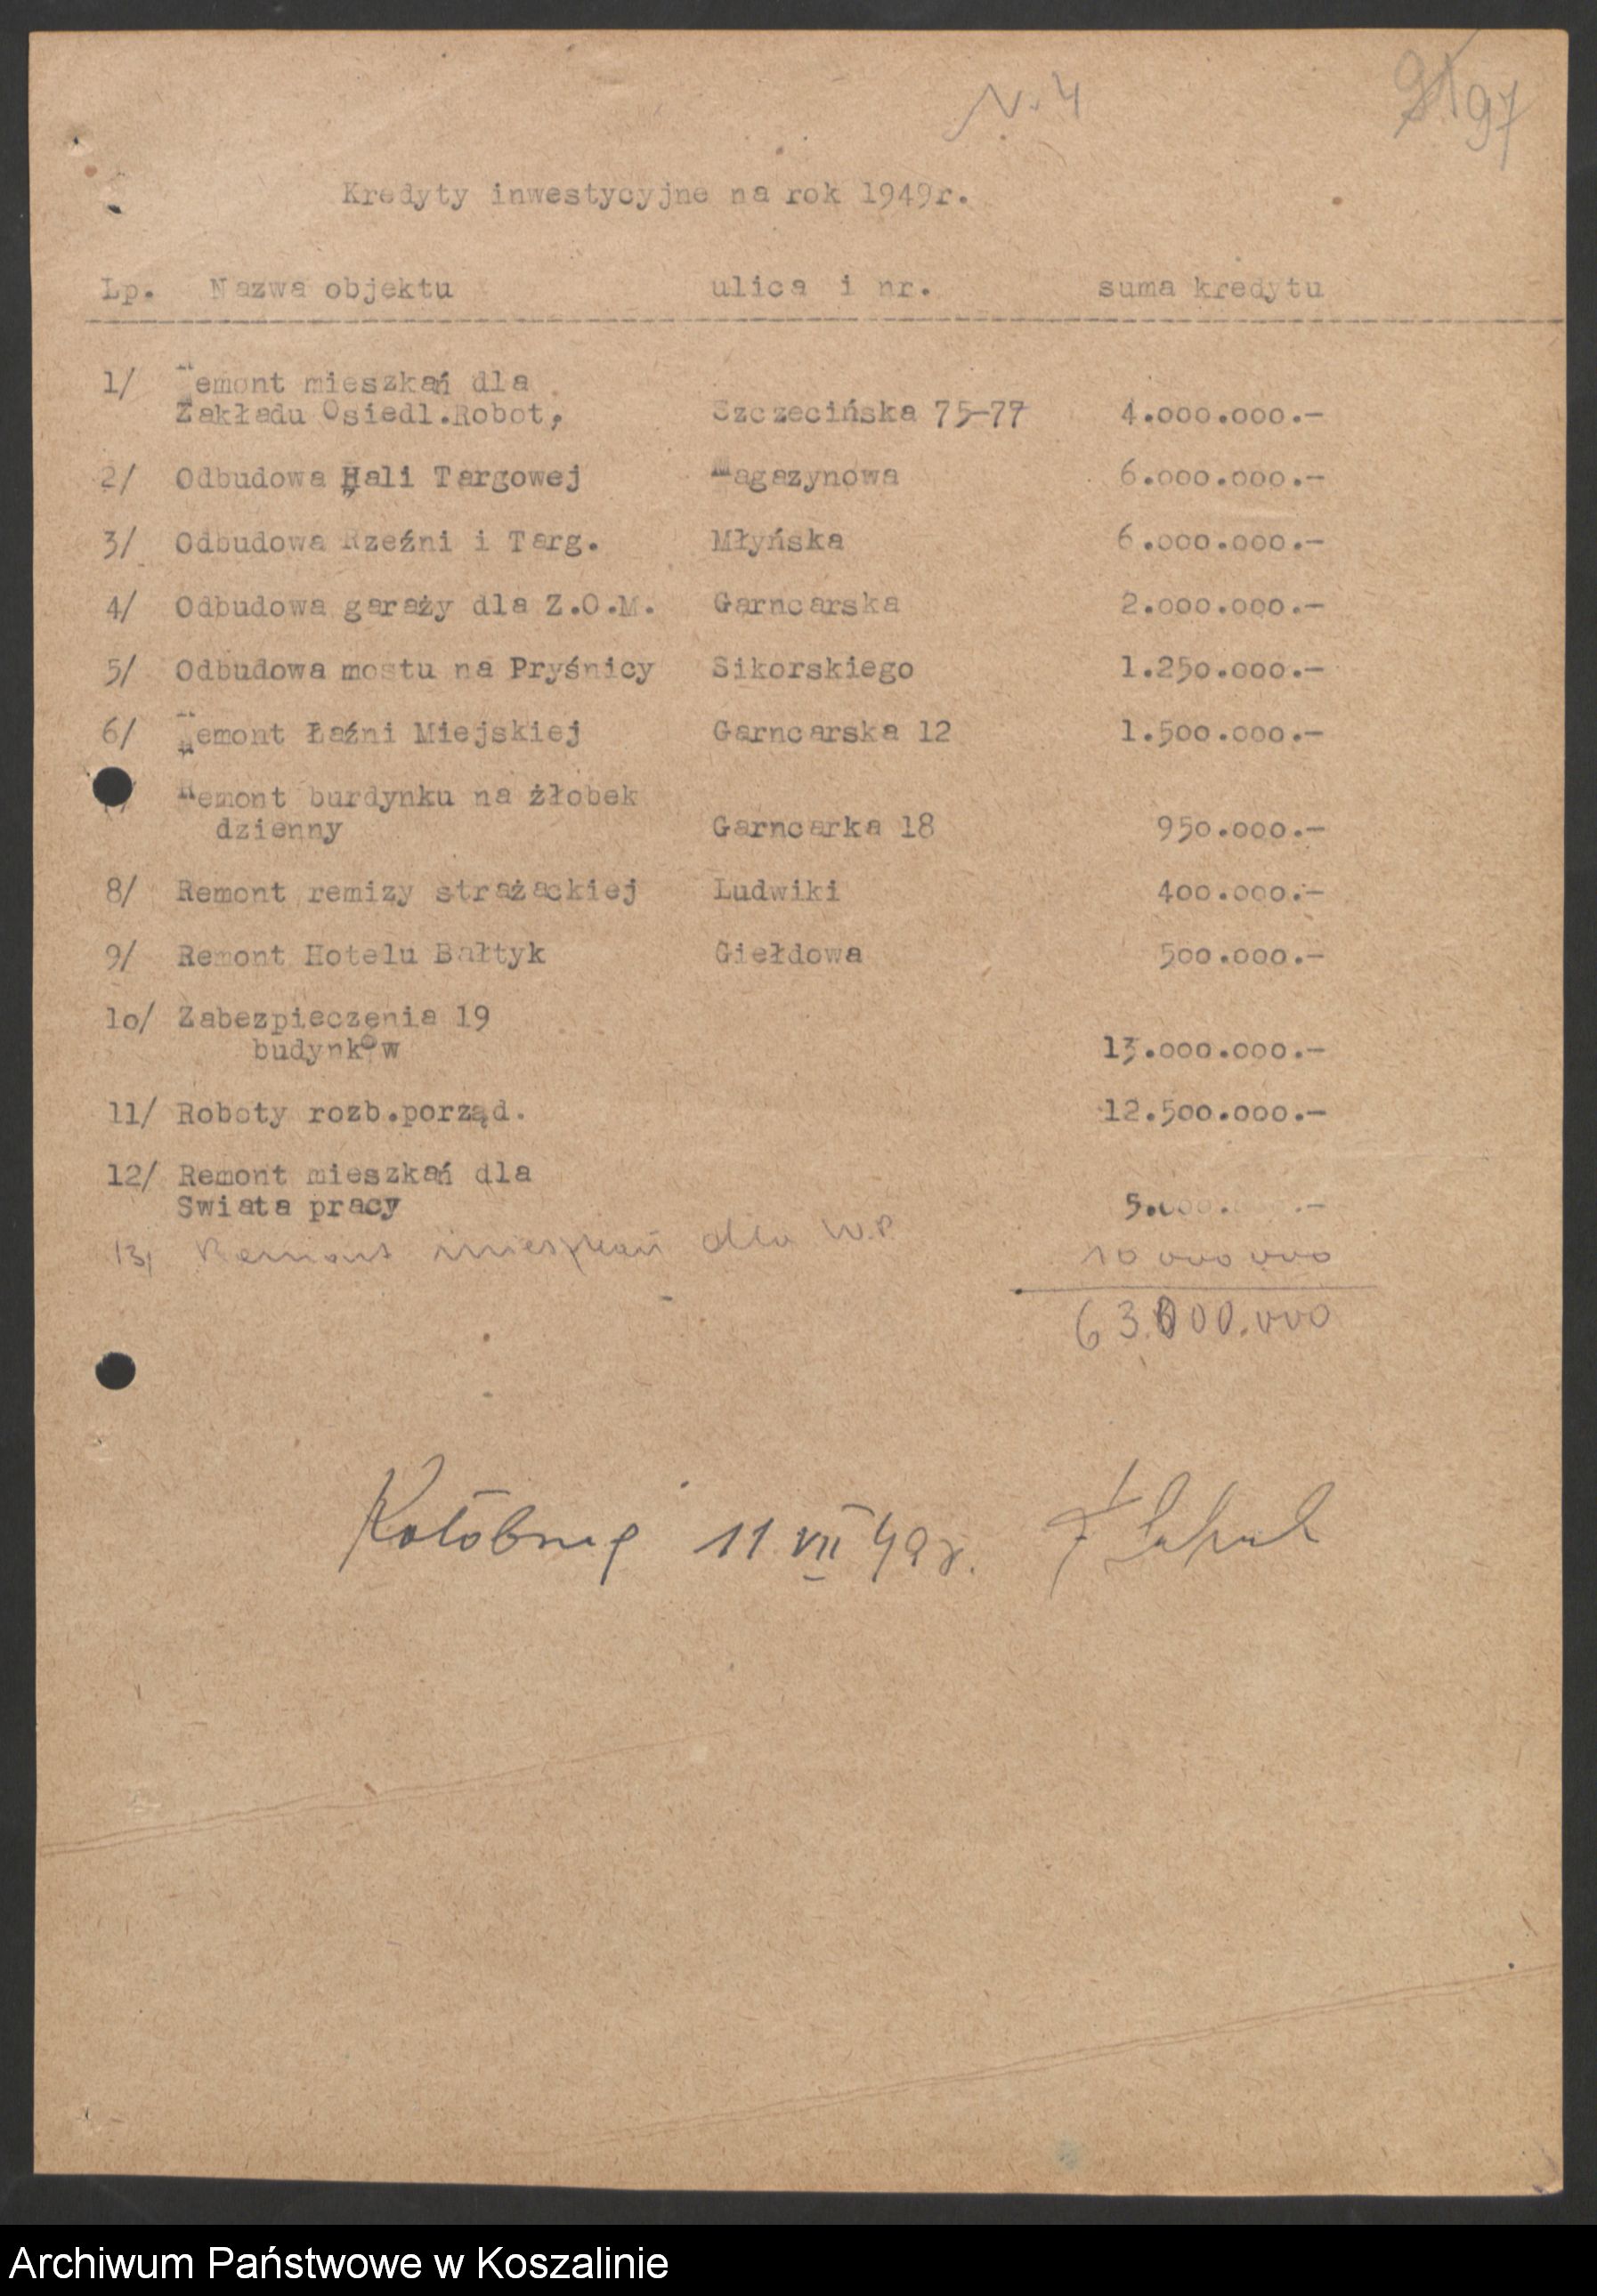 N.4
97
Kredyty inwestycyjne na rok 1949r.
Lp. Nazwa objektu ulica i nr. suma kredytu
1/ Remont mieszkań dla
Zakładu Osiedl.Robot, Szczecińska 75-77 4.000.000.-
2/ Odbudowa Hali Targowej Magazynowa 6.000.000.-
3/ Odbudowa Rzeźni i Targ. Młyńska 6.000.000.-
4/ Odbudowa garaży dla Z.O.M. Garncarska 2.000.000.-
5/ Odbudowa mostu na Pryśnicy Sikorskiego 1.250.000.-
6/ Remont Łaźni Miejskiej Garncarska 12 1.500.000.-
Remont burdynku na żłobek
dzienny Garncarka 18 950.000.-
8/ Remont remizy strażackiej Ludwiki 400.000.-
9/ Remont Hotelu Bałtyk Giełdowa 500.000.-
1o/ Zabezpieczenia 19
budynków 13.000.000.-
11/ Roboty rozb.porząd. 12.500.000.-
12/ Remont mieszkań dla
Swiata pracy
13, Remont mieszkań dla W.P 10 000 000
63.000.000
Kołobrzeg 11 VII 49 r.
Archiwum Państwowe w Koszalinie